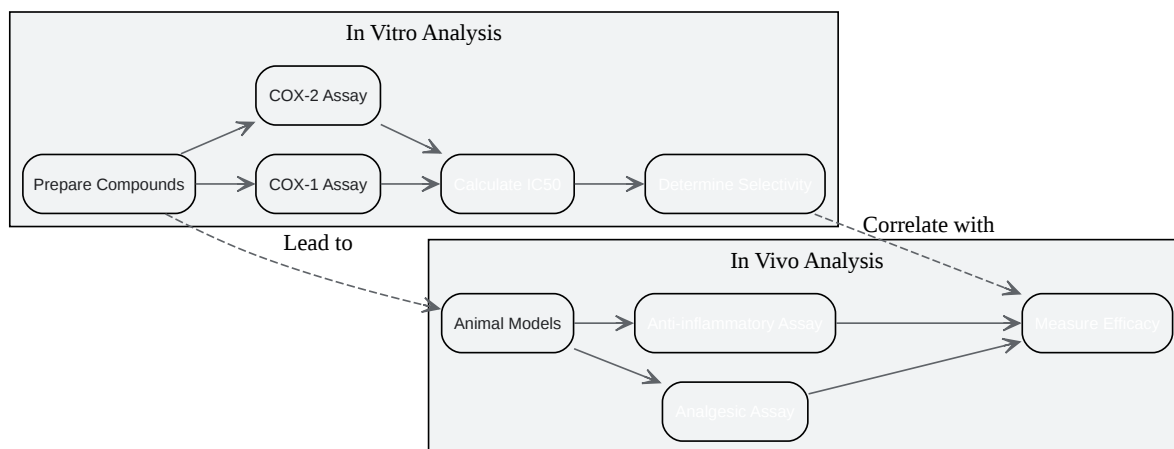 In Vitro Analysis
COX-2 Assay
Prepare Compounds
COX-1 Assay
Calculate IC50
Determine Selectivity
Lead to
Correlate with
In Vivo Analysis
Animal Models
Anti-inflammatory Assay
Measure Efficacy
Analgesic Assay